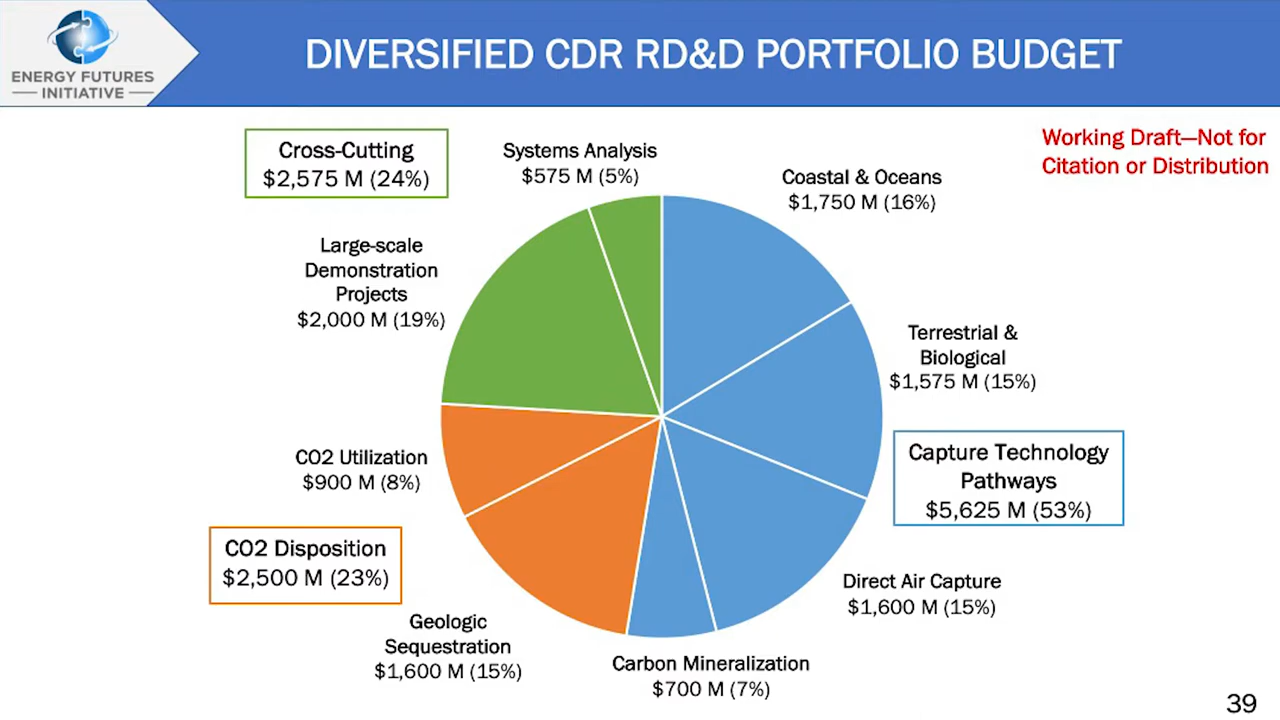 ENERGY FUTURES
INITIATIVE
DIVERSIFIED CDR RD&D PORTFOLIO BUDGET
Working Draft—Not for
Citation or Distribution
Cross-Cutting
$2,575 M (24%)
Systems Analysis
$575 M (5%)
Coastal & Oceans
$1,750 M (16%)
Large-scale
Demonstration
Projects
$2,000 M (19%)
Terrestrial &
Biological
$1,575 M (15%)
Capture Technology
Pathways
$5,625 M (53%)
CO2 Utilization
$900 M (8%)
CO2 Disposition
$2,500 M (23%)
Direct Air Capture
$1,600 M (15%)
Geologic
Sequestration
$1,600 M (15%)
Carbon Mineralization
$700 M (7%)
39